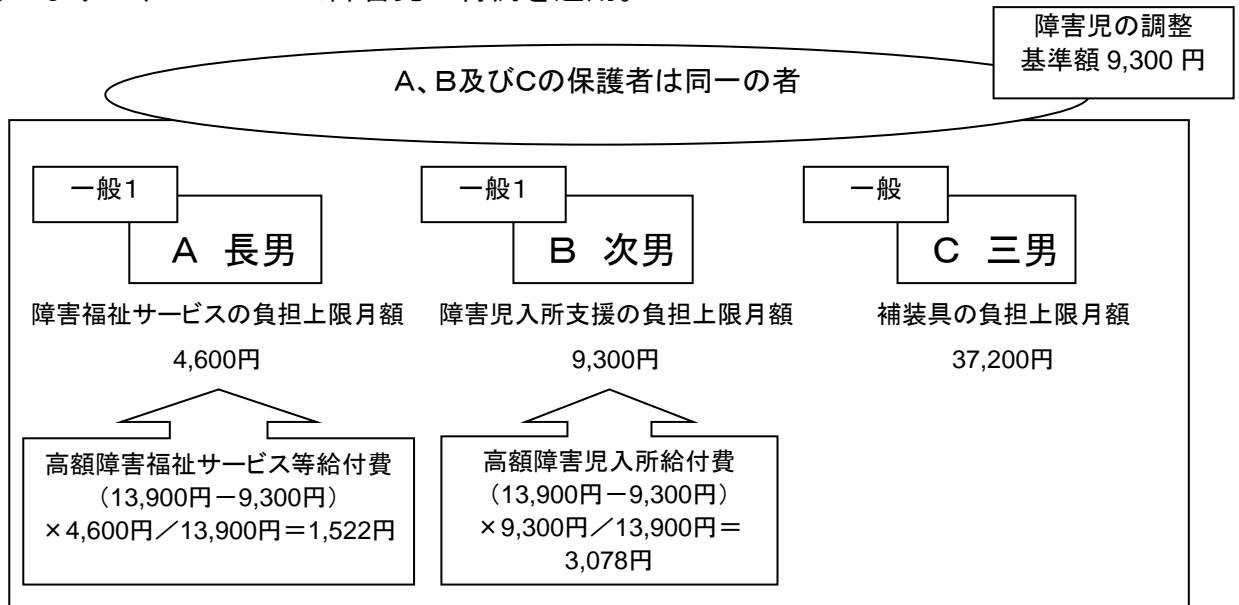 障害児の調整
基準額 9,300 円
A、B及びCの保護者は同一の者
一般1
A 長男
障害福祉サービスの負担上限月額
4,600円
高額障害福祉サービス等給付費
（13,900円－9,300円）
×4,600円／13,900円＝1,522円
一般1
B 次男
障害児入所支援の負担上限月額
9,300円
高額障害児入所給付費
（13,900円－9,300円）
×9,300円／13,900円＝
3,078円
一般
C 三男
補装具の負担上限月額
37,200円